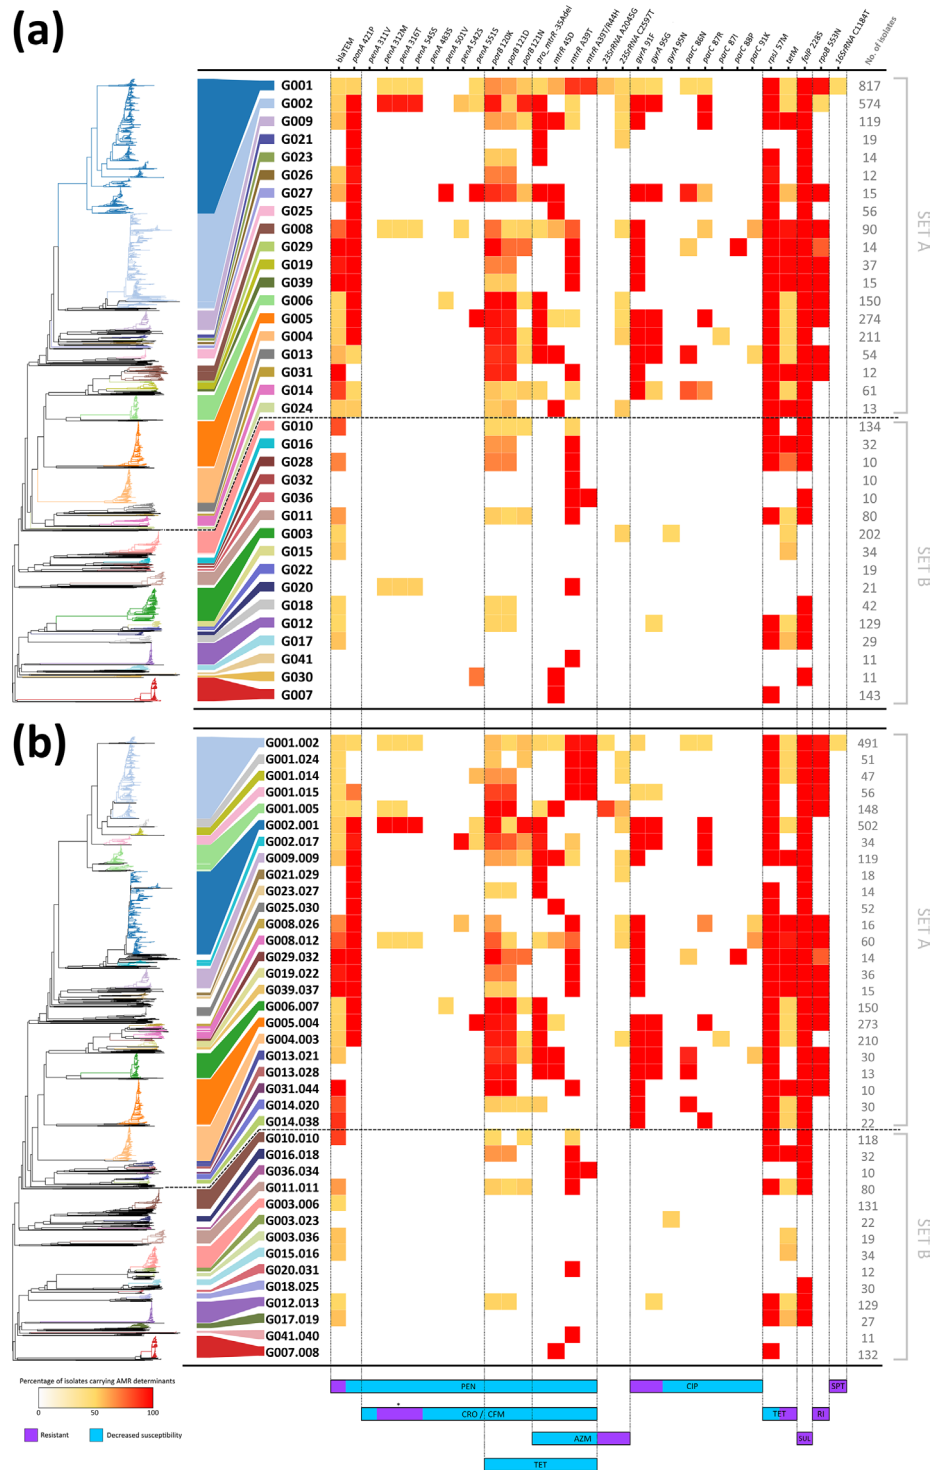 (a)
blaTEM
penA 421P
penA 311V
penA 312M
penA 316T
penA 545S
penA 483S
penA 501V
penA 542S
penA 551S
porB 120K
porB 121D
porB 121N
pro_mtrR -35Adel
mtrR 45D
mtrR A39T
mtrR A39T/R44H
23SrRNA A2045G
23SrRNA C2597T
gyrA 91F
gyrA 95G
gyrA 95N
parC 86N
parC 87R
parC 87I
parC 88P
parC 91K
rpsJ 57M
tetM
folP 228S
rpoB 553N
16SrRNA C1184T
No. of isolates
G001 817
G002 574
G009 119
G021 19
G023 14
G026 12
G027 15
G025 56
G008 90
G029 14
G019 37
G039 15
G006 150
G005 274
G004 211
G013 54
G031 12
G014 61
G024 13
SET A
G010 134
G016 32
G028 10
G032 10
G036 10
G011 80
G003 202
G015 34
G022 19
G020 21
G018 42
G012 129
G017 29
G041 11
G030 11
G007 143
SET B
(b)
G001.002 491
G001.024 51
G001.014 47
G001.015 56
G001.005 148
G002.001 502
G002.017 34
G009.009 119
G021.029 18
G023.027 14
G025.030 52
G008.026 16
G008.012 60
G029.032 14
G019.022 36
G039.037 15
G006.007 150
G005.004 273
G004.003 210
G013.021 30
G013.028 13
G031.044 10
G014.020 30
G014.038 22
SET A
G010.010 118
G016.018 32
G036.034 10
G011.011 80
G003.006 131
G003.023 22
G003.036 19
G015.016 34
G020.031 12
G018.025 30
G012.013 129
G017.019 27
G041.040 11
G007.008 132
SET B
Percentage of isolates carrying AMR determinants
0 50 100
Resistant
Decreased susceptibility
PEN
CIP
SPT
*
CRO / CFM
TET
RI
AZM
SUL
TET